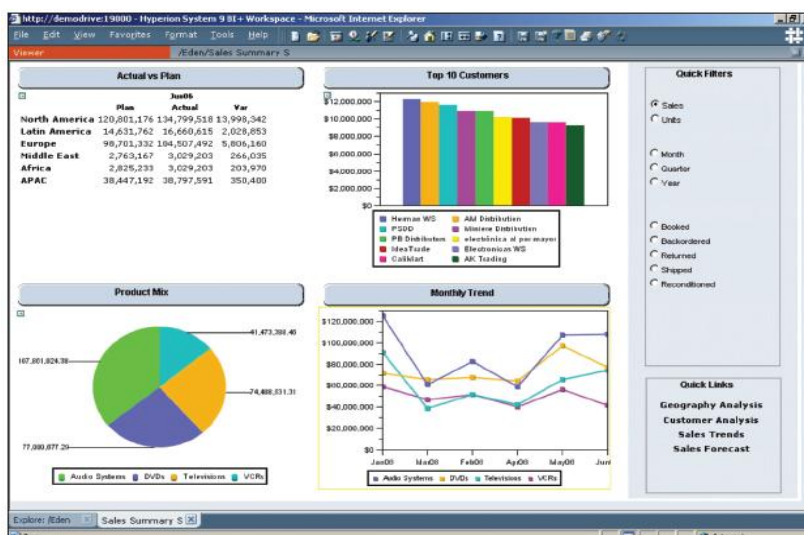 http://demodrive:19000 - Hyperion System 9 BI+ Workspace - Microsoft Internet Explorer
File Edit View Favorites Format Tools Help
Viewer /Eden/Sales Summary S
Actual vs Plan
Jun06
Plan Actual Var
North America 120,801,176 134,799,518 13,998,342
Latin America 14,631,762 16,660,615 2,028,853
Europe 98,701,332 104,507,492 5,806,160
Middle East 2,763,167 3,029,203 266,035
Africa 2,825,233 3,029,203 203,970
APAC 38,447,192 38,797,591 350,400
Top 10 Customers
$12,000,000
$10,000,000
$8,000,000
$6,000,000
$4,000,000
$2,000,000
$0
Herman WS AM Distribution
PSDD Miniere Distribution
PB Distributors electrónica al por mayor
IdeaTrade Electronicas WS
Calikart AK Trading
Quick Filters
Sales
Units
Month
Quarter
Year
Booked
Backordered
Returned
Shipped
Reconditioned
Product Mix
41,473,388.46
74,488,531.31
77,089,677.29
Audio Systems DVDs Televisions VCRs
Monthly Trend
$120,000,000
$100,000,000
$80,000,000
$60,000,000
$40,000,000
$20,000,000
$0
Jan06 Mar06 Feb06 Apr06 May06 Jun
Audio Systems DVDs Televisions VCRs
Quick Links
Geography Analysis
Customer Analysis
Sales Trends
Sales Forecast
Explore: /Eden Sales Summary S